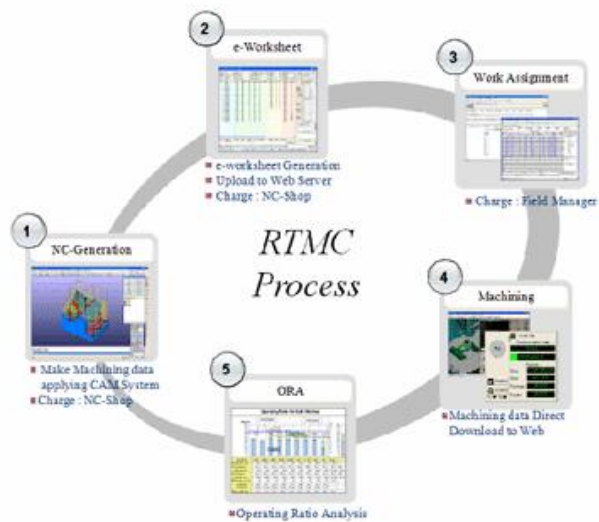 1
NC-Generation
Make Machining data
applying CAM System
Charge : NC-Shop
2
e-Worksheet
e-worksheet Generation
Upload to Web Server
Charge : NC-Shop
3
Work Assignment
Charge : Field Manager
4
Machining
Machining data Direct
Download to Web
5
ORA
Operating Ratio Analysis
RTMC
Process